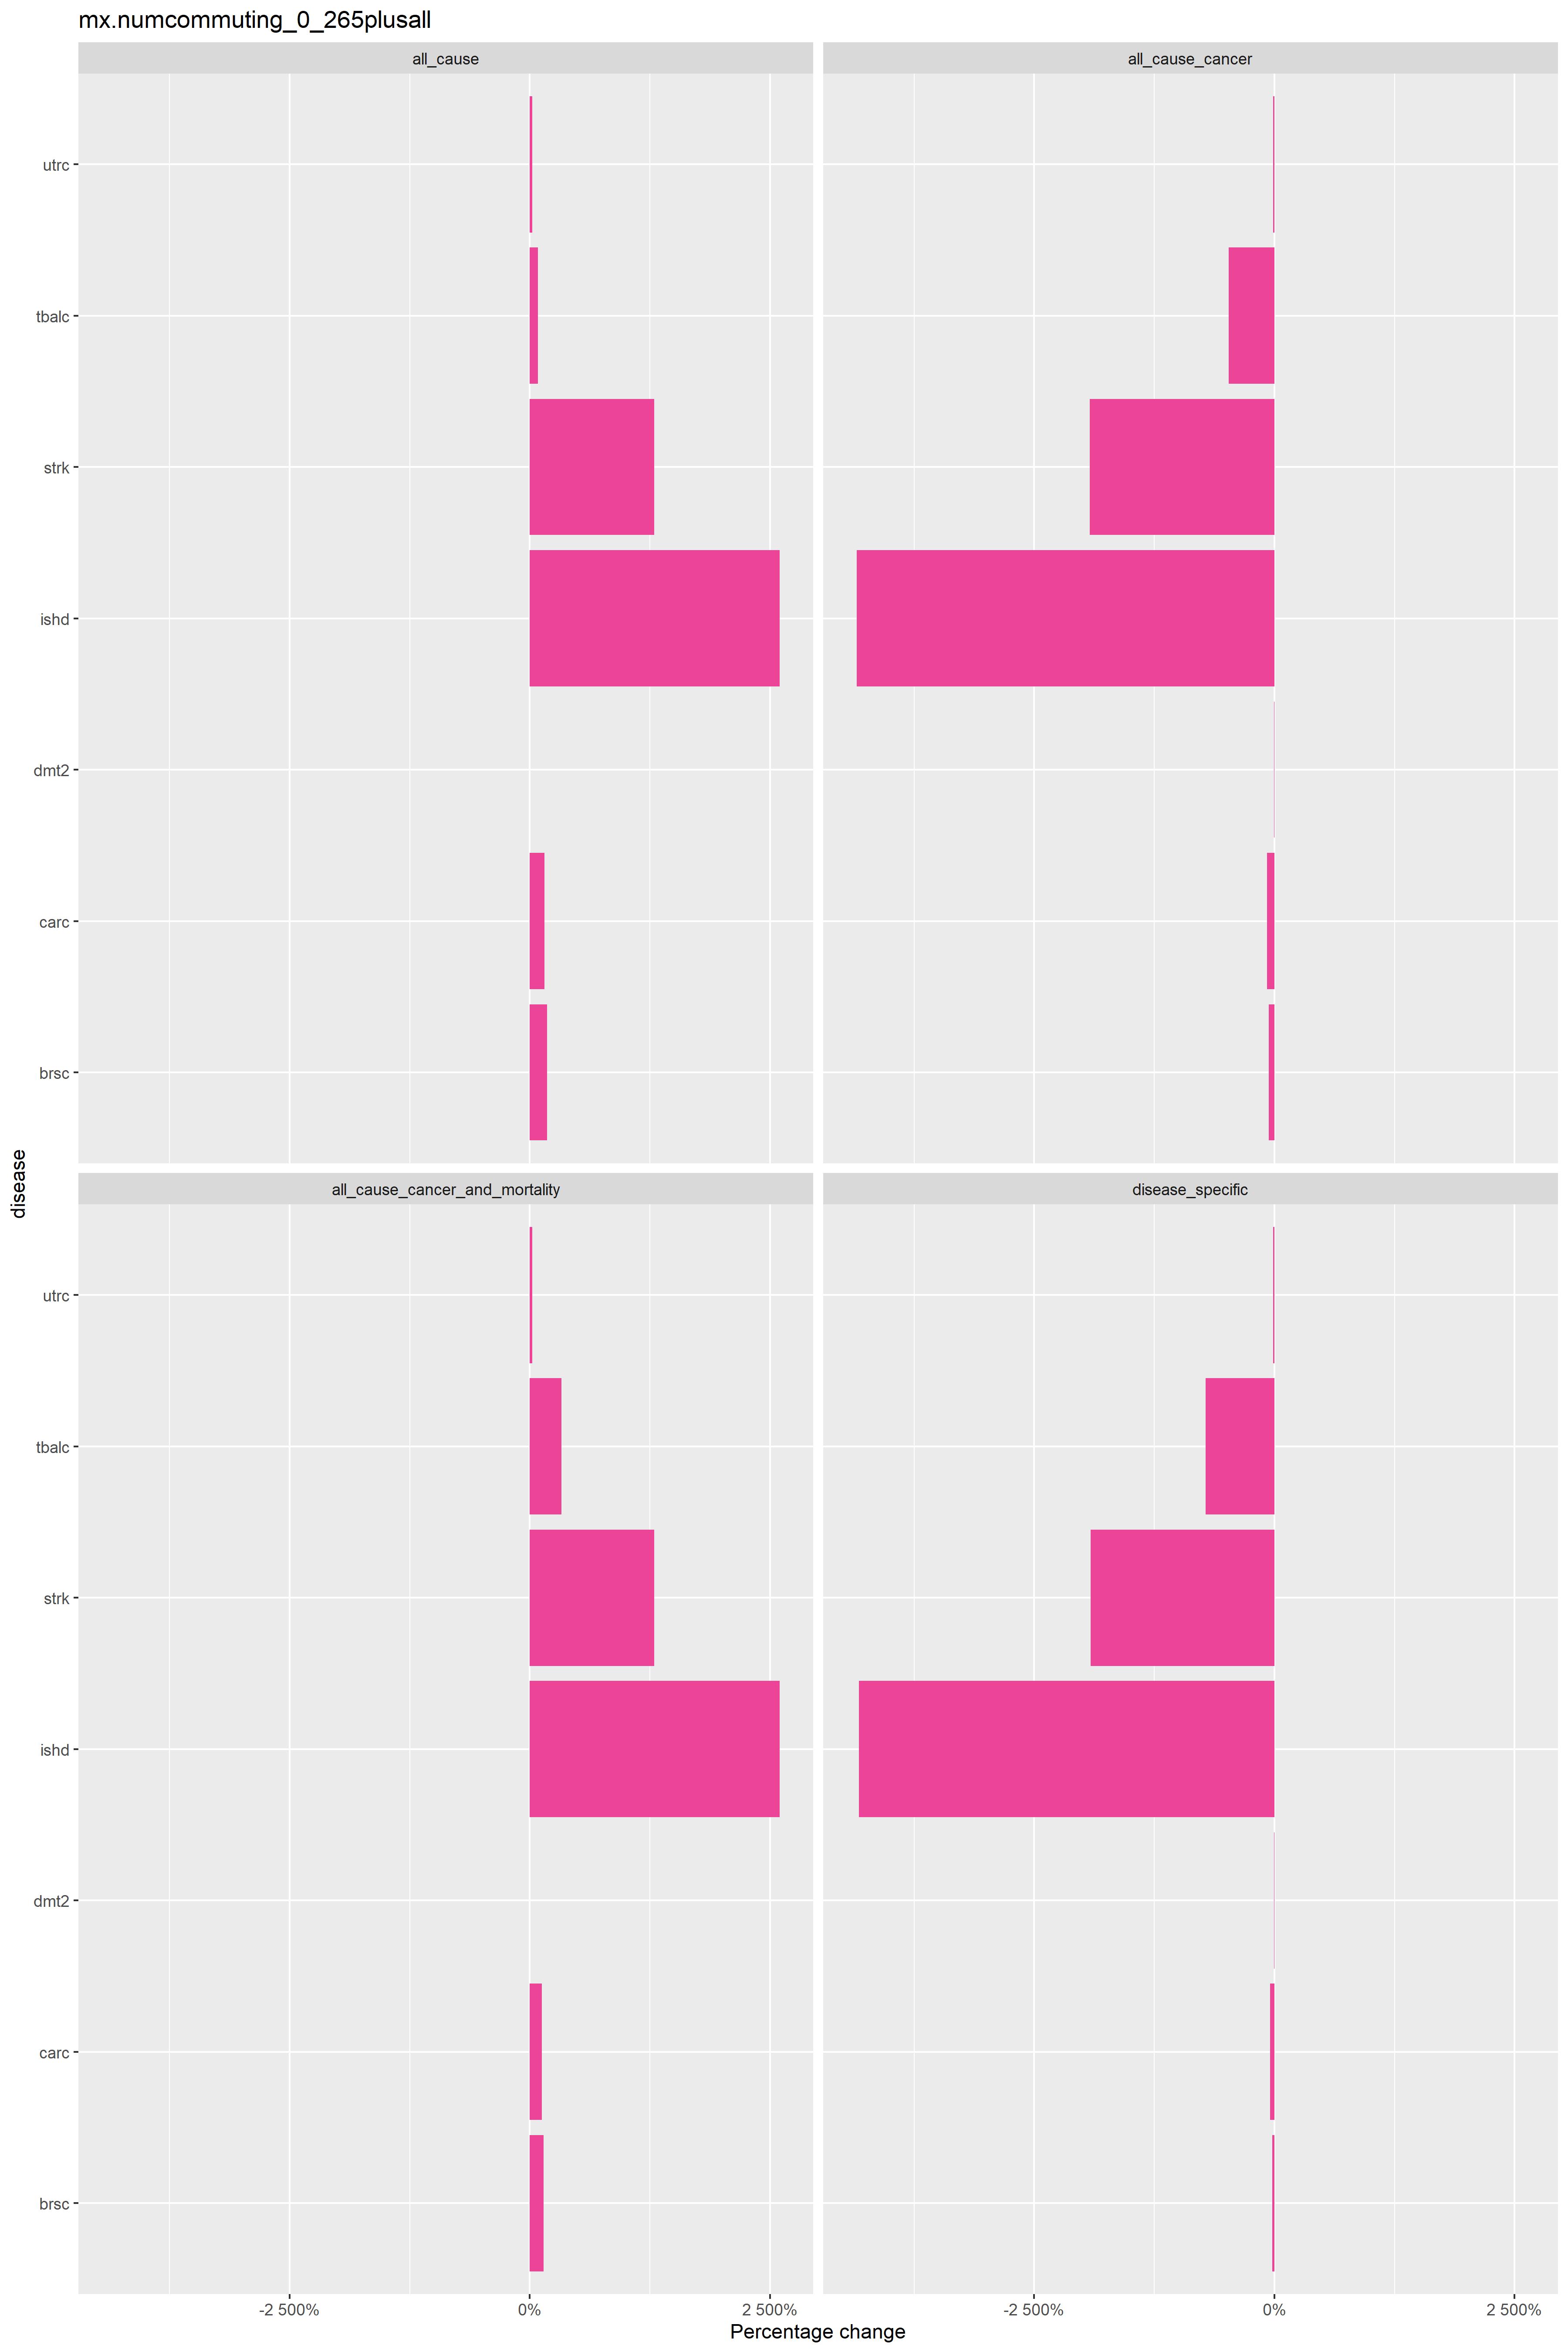 mx.numcommuting_0_265plusall
all_cause
all_cause_cancer
utrc
tbalc
strk
ishd
dmt2
carc
brsc
disease
all_cause_cancer_and_mortality
disease_specific
utrc
tbalc
strk
ishd
dmt2
carc
brsc
-2 500%
0%
2 500%
-2 500%
0%
2 500%
Percentage change